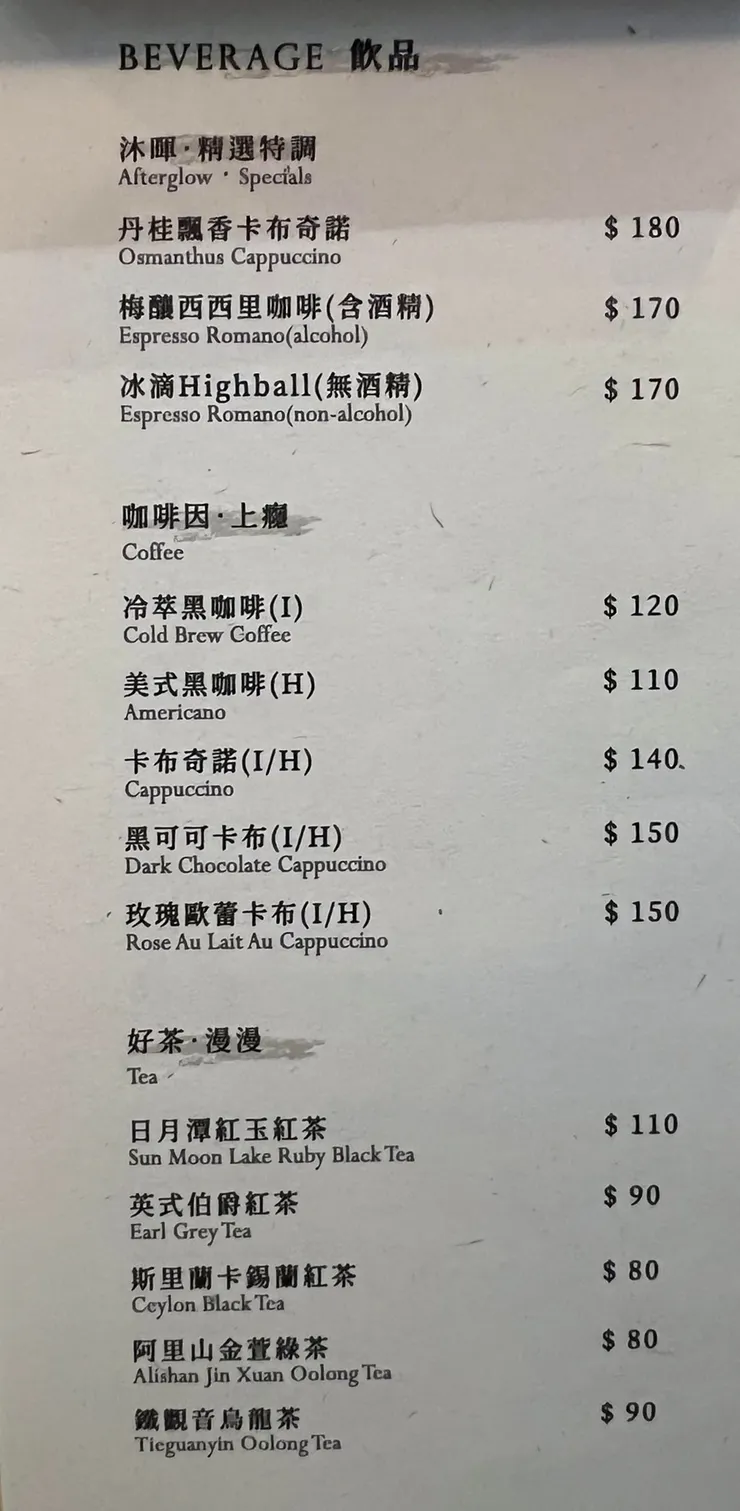 BEVERAGE 飲品
沐暉·精選特調
Afterglow · Specials
丹桂飄香卡布奇諾 $ 180
Osmanthus Cappuccino
梅釀西西里咖啡(含酒精) $ 170
Espresso Romano(alcohol)
冰滴Highball(無酒精) $ 170
Espresso Romano(non-alcohol)
咖啡因·上癮
Coffee
冷萃黑咖啡(I) $ 120
Cold Brew Coffee
美式黑咖啡(H) $ 110
Americano
卡布奇諾(I/H) $ 140
Cappuccino
黑可可卡布(I/H) $ 150
Dark Chocolate Cappuccino
玫瑰歐蕾卡布(I/H) $ 150
Rose Au Lait Au Cappuccino
好茶·漫漫
Tea
日月潭紅玉紅茶 $ 110
Sun Moon Lake Ruby Black Tea
英式伯爵紅茶 $ 90
Earl Grey Tea
斯里蘭卡錫蘭紅茶 $ 80
Ceylon Black Tea
阿里山金萱綠茶 $ 80
Alishan Jin Xuan Oolong Tea
鐵觀音烏龍茶 $ 90
Tieguanyin Oolong Tea